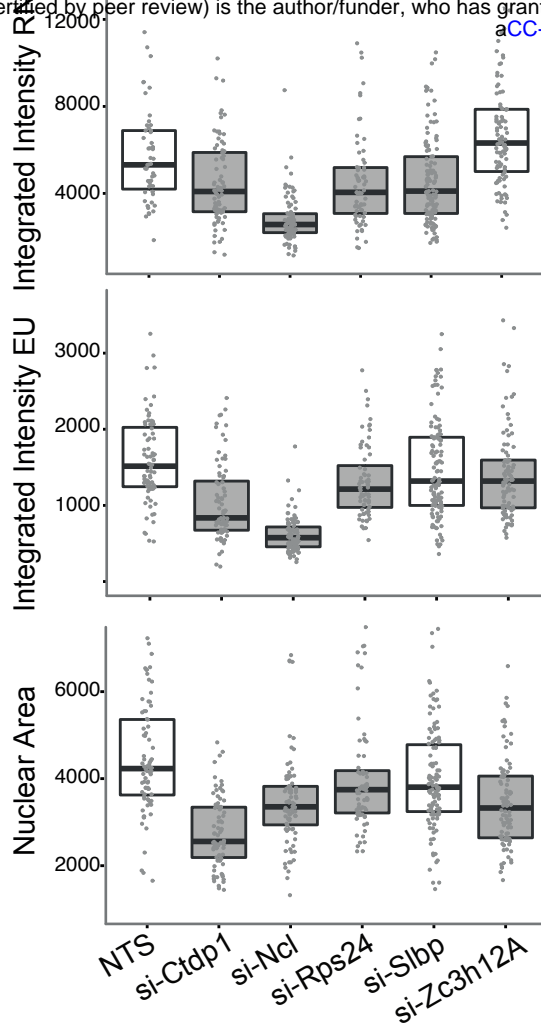 by peer review) is the author/funder, who has grant
aCC-
Integrated Intensity
12000
8000
4000
Integrated Intensity EU
3000
2000
1000
Nuclear Area
6000
4000
2000
NTS
si-Ctdp1
si-Ncl
si-Rps24
si-Slbp
si-Zc3h12A